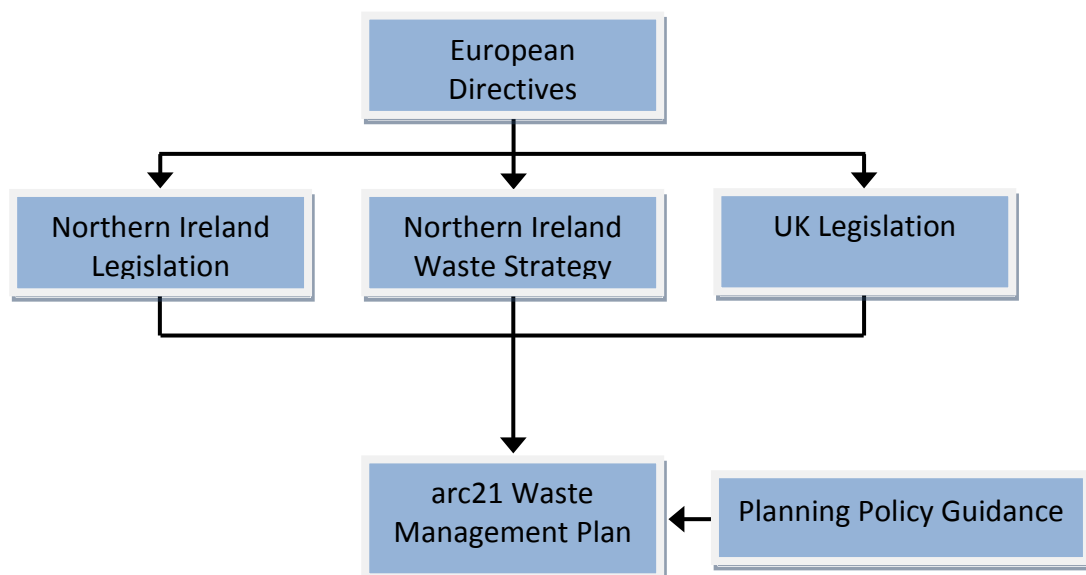 European
Directives
Northern Ireland
Legislation
Northern Ireland
Waste Strategy
UK Legislation
arc21 Waste
Management Plan
Planning Policy Guidance